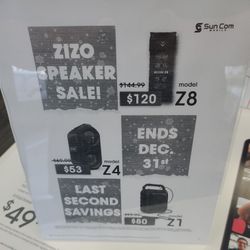 Sun Com
MOBILE
ZIZO
SPEAKER
SALE!
$144.99
$120
model
Z8
$53
model
Z4
ENDS
DEC.
31st
LAST
SECOND
SAVINGS
$80
Z1
$49